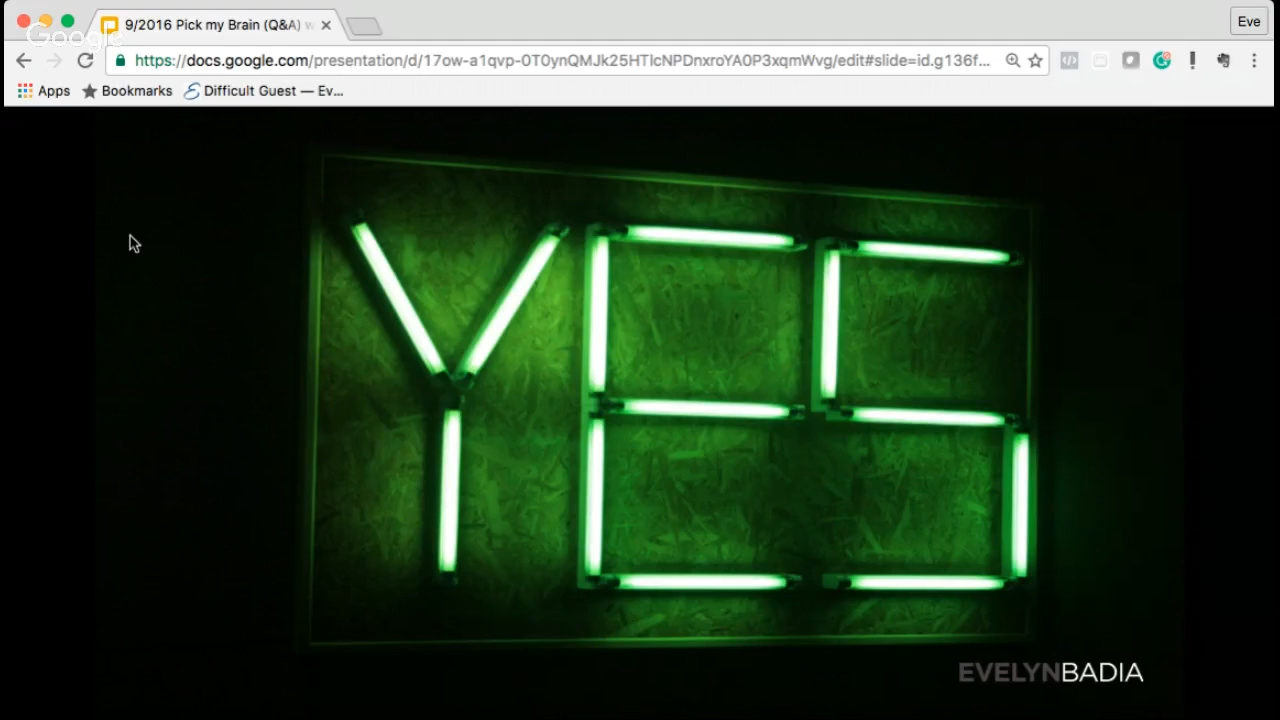 Google
9/2016 Pick my Brain (Q&A) w
Eve
https://docs.google.com/presentation/d/17ow-a1qvp-0T0ynQMJk25HTlcNPDnxroYA0P3xqmWvg/edit#slide=id.g136f...
Apps Bookmarks Difficult Guest — Ev...
YES
EVELYNBADIA